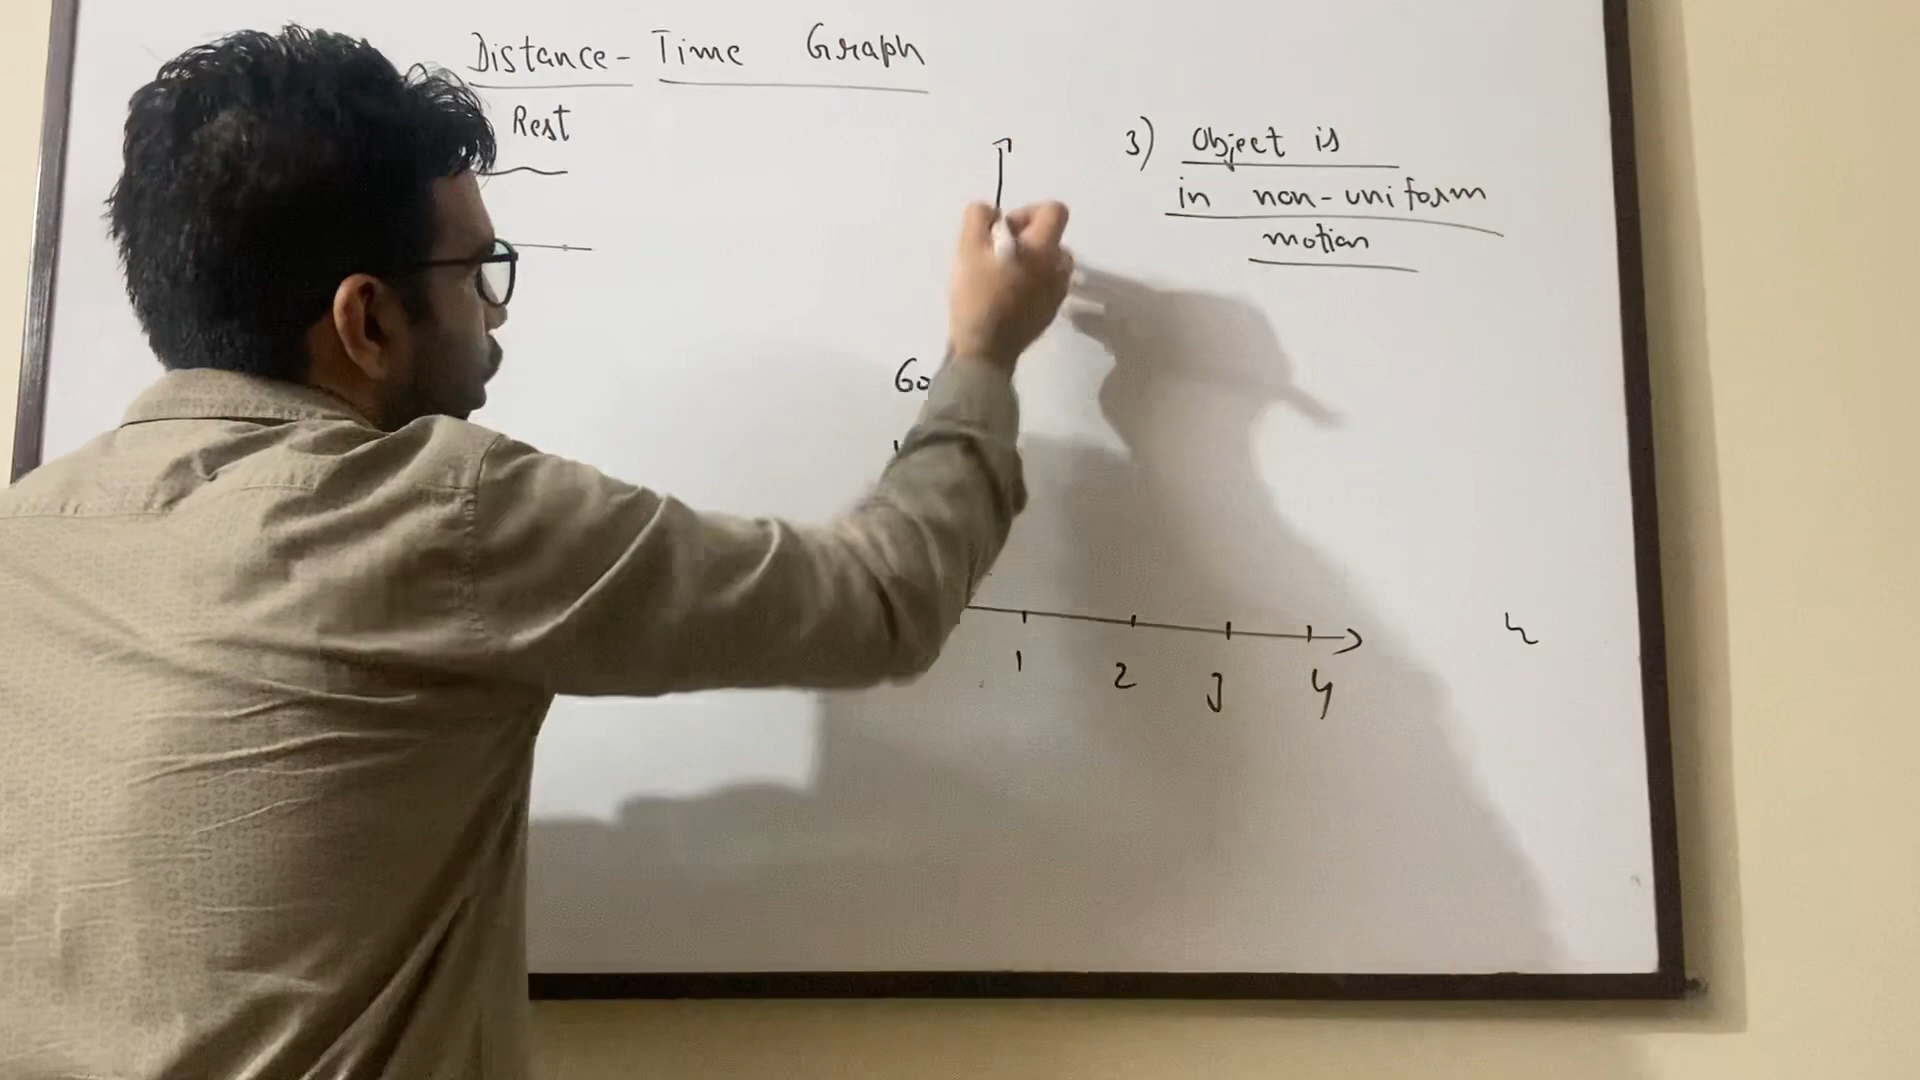 Distance - Time Graph
Rest
3) Object is
in non-uniform
motion
60
1 2 3 4